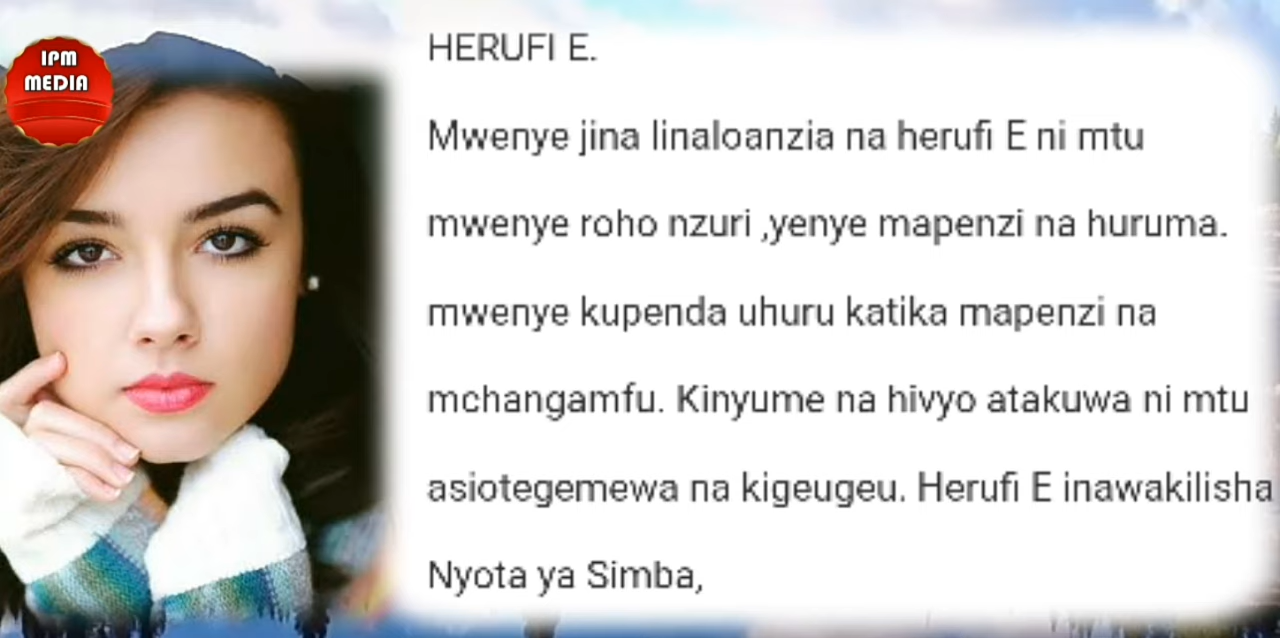 IPM
MEDIA
HERUFI E.
Mwenye jina linaloanzia na herufi E ni mtu
mwenye roho nzuri ,yenye mapenzi na huruma.
mwenye kupenda uhuru katika mapenzi na
mchangamfu. Kinyume na hivyo atakuwa ni mtu
asiotegemewa na kigeugeu. Herufi E inawakilisha
Nyota ya Simba,